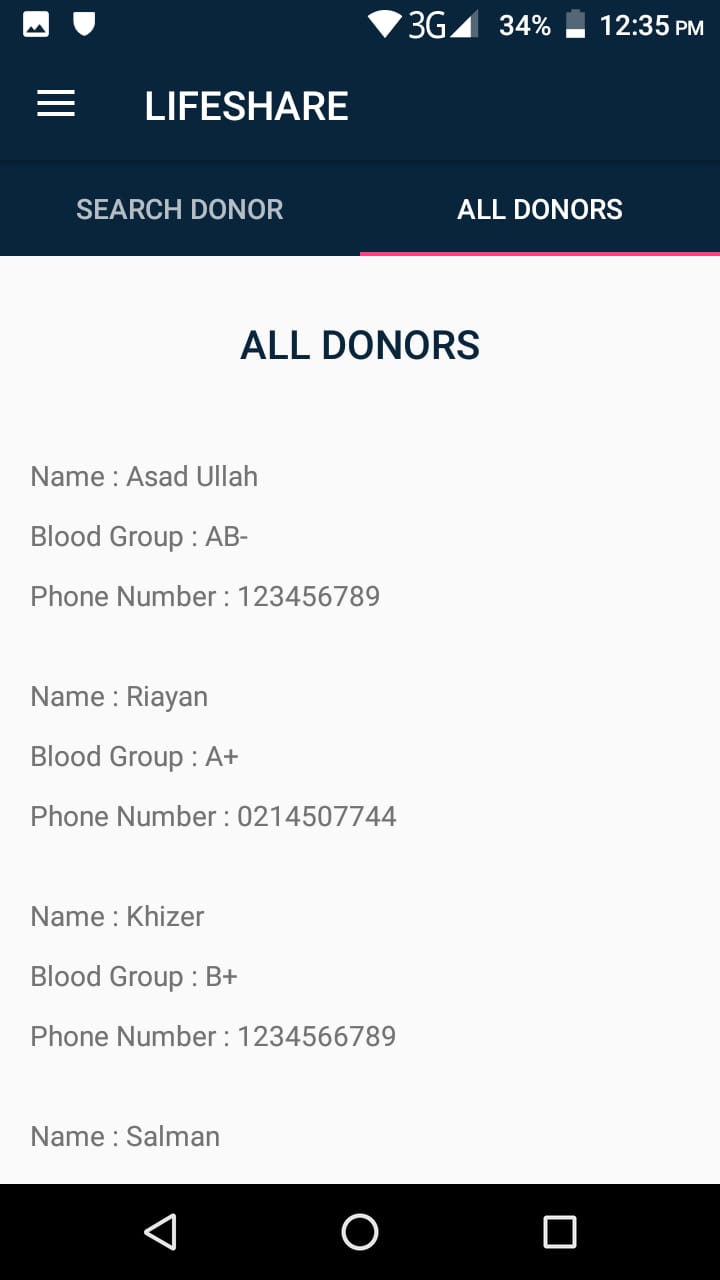 3G 34% 12:35 PM
LIFESHARE
SEARCH DONOR ALL DONORS
ALL DONORS
Name : Asad Ullah
Blood Group : AB-
Phone Number : 123456789
Name : Riayan
Blood Group : A+
Phone Number : 0214507744
Name : Khizer
Blood Group : B+
Phone Number : 1234566789
Name : Salman